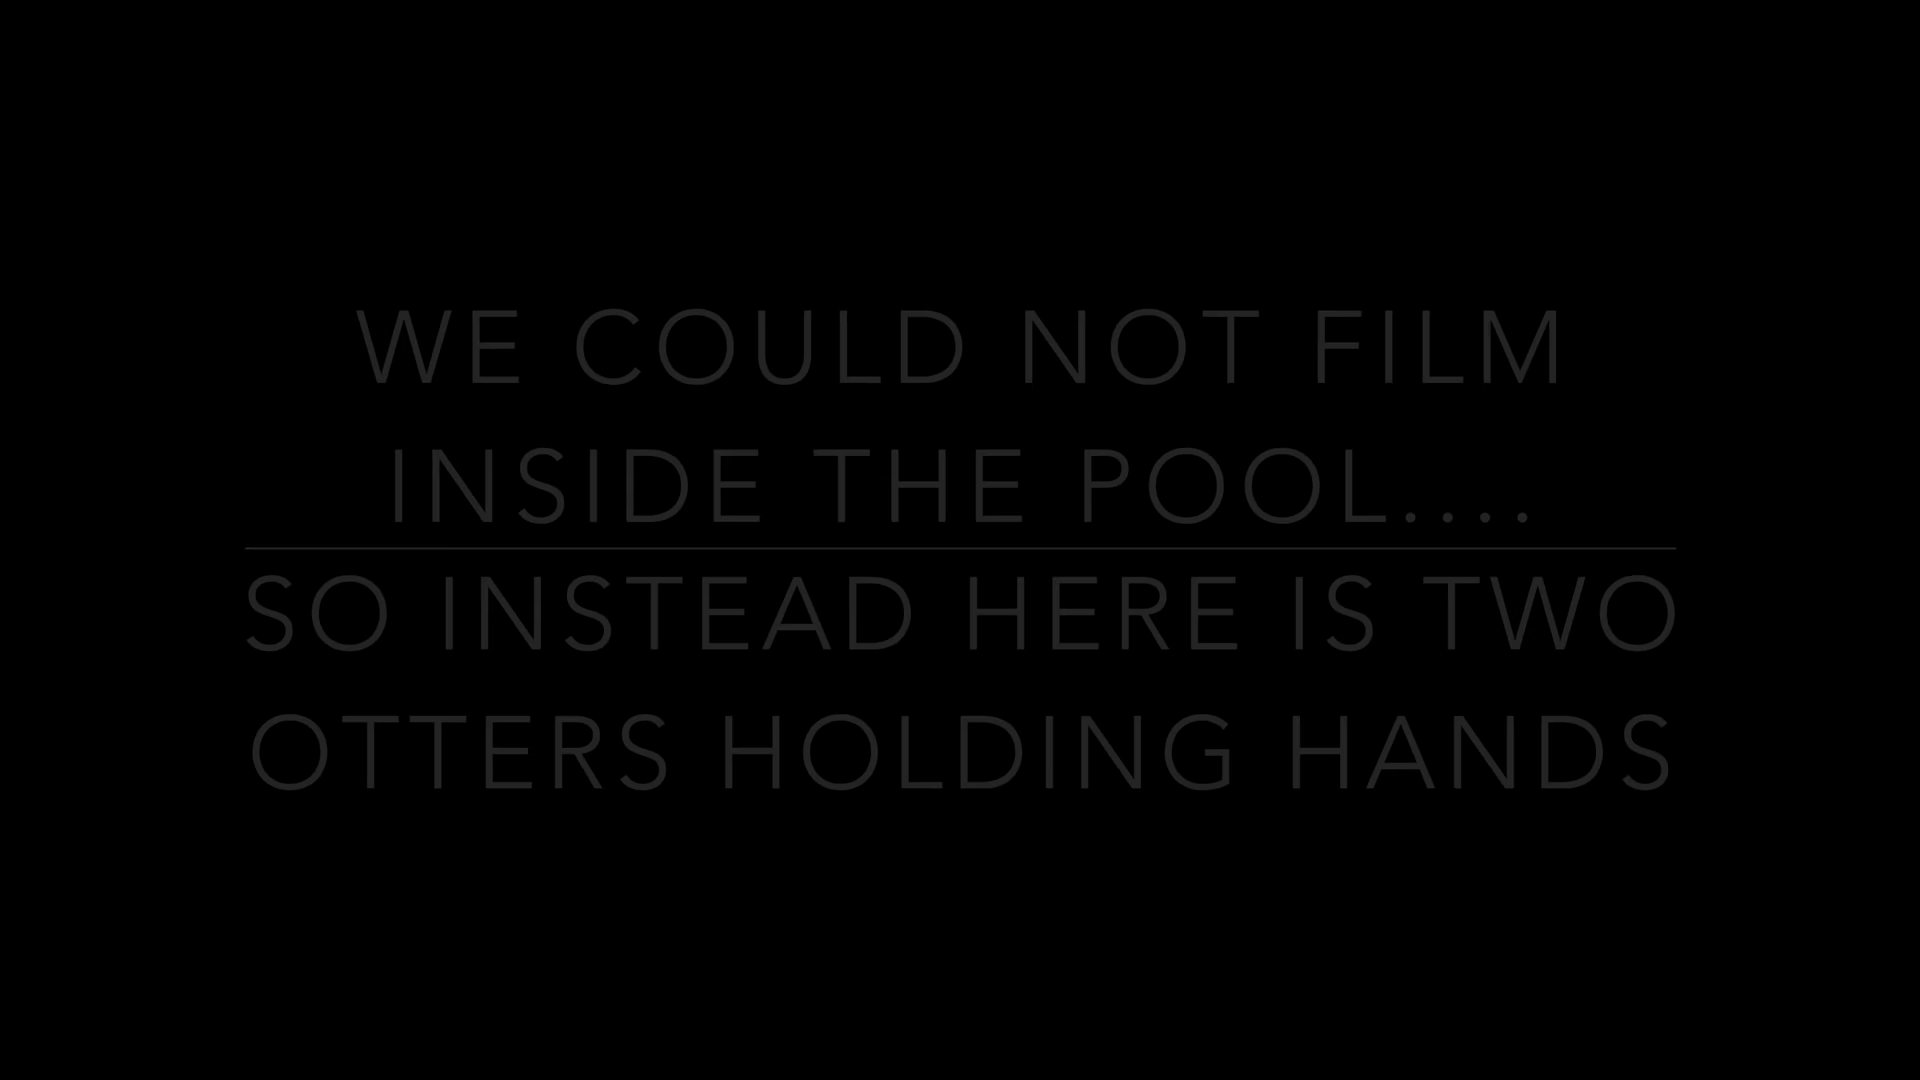 WE COULD NOT FILM
INSIDE THE POOL....
SO INSTEAD HERE IS TWO
OTTERS HOLDING HANDS